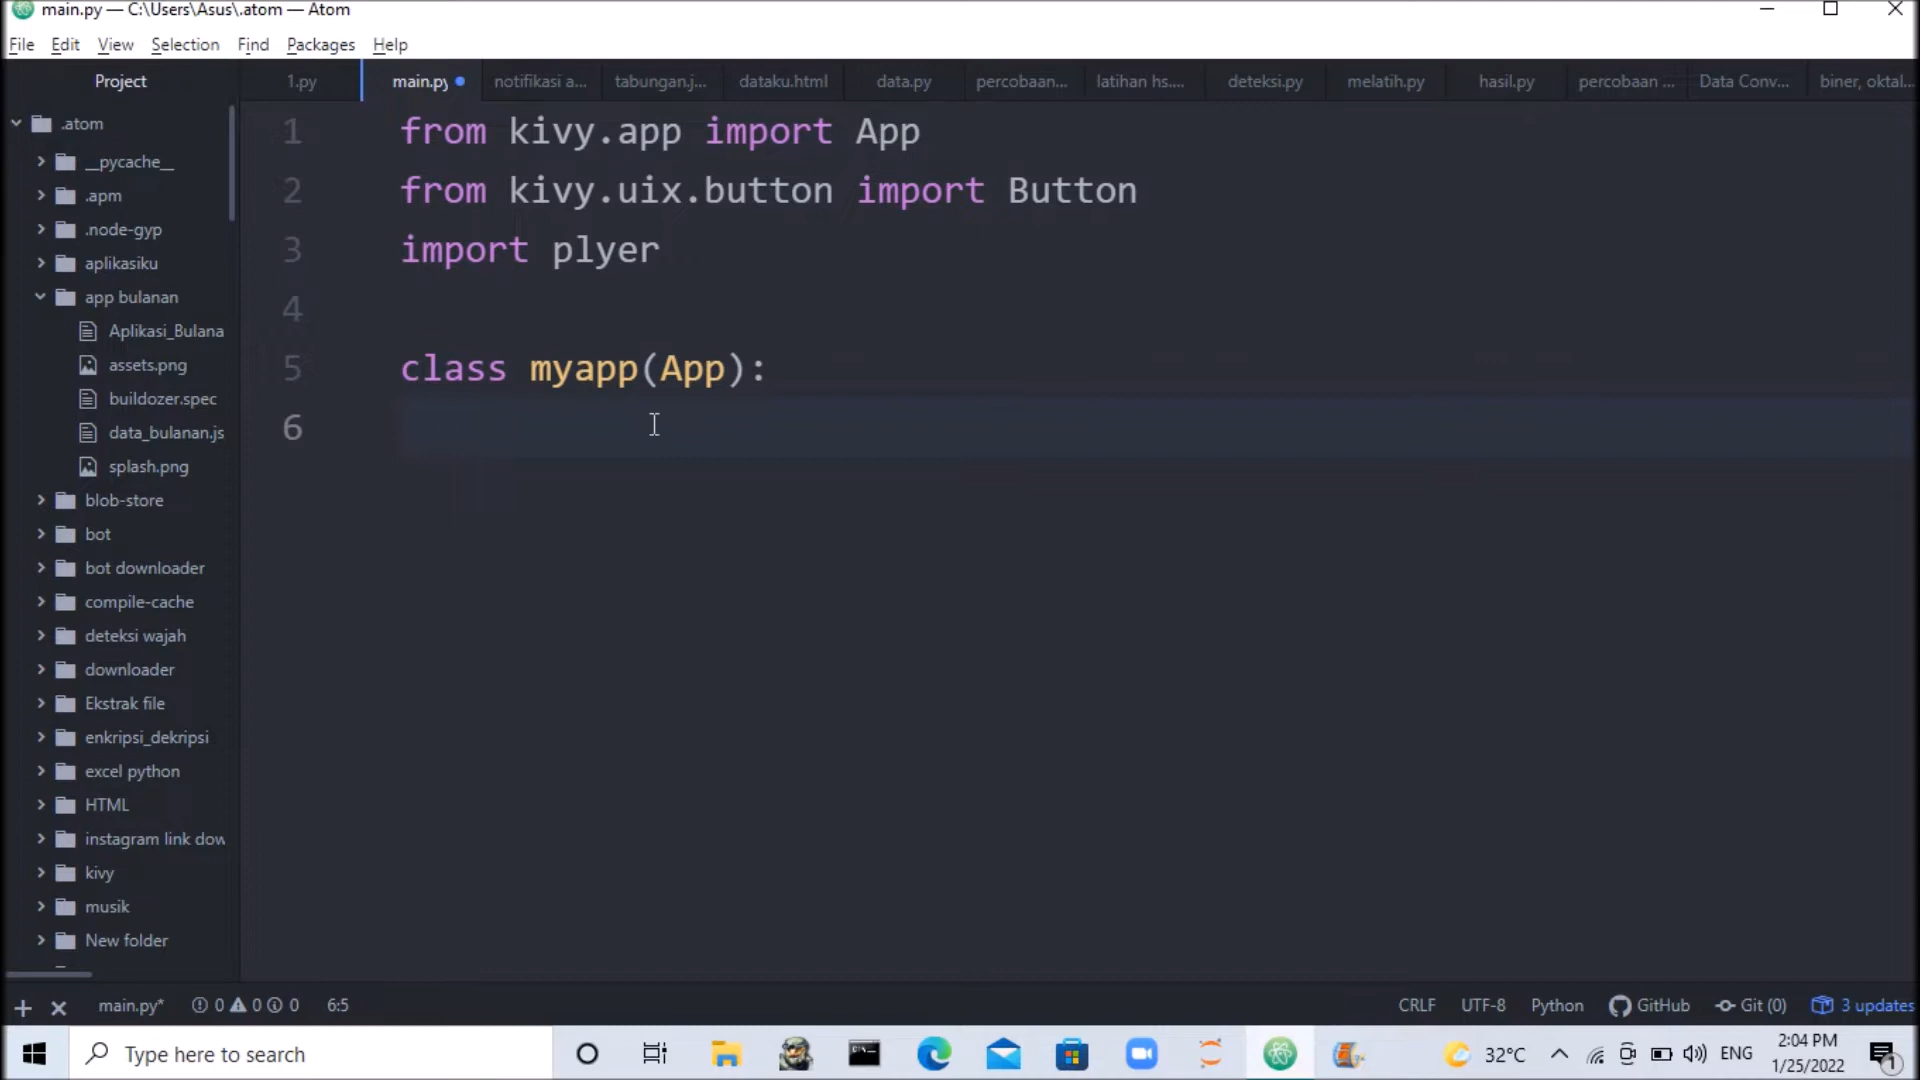 main.py — C:\Users\Asus\.atom — Atom
File Edit View Selection Find Packages Help
Project
1.py main.py notifikasi a... tabungan.j... dataku.html data.py percobaan... latihan hs.... deteksi.py melatih.py hasil.py percobaan ... Data Conv... biner, oktal...
.atom
__pycache__
.apm
.node-gyp
aplikasiku
app bulanan
Aplikasi_Bulana
assets.png
buildozer.spec
data_bulanan.js
splash.png
blob-store
bot
bot downloader
compile-cache
deteksi wajah
downloader
Ekstrak file
enkripsi_dekripsi
excel python
HTML
instagram link dow
kivy
musik
New folder
1 from kivy.app import App
2 from kivy.uix.button import Button
3 import plyer
4
5 class myapp(App):
6
main.py* 0 0 0 6:5 CRLF UTF-8 Python GitHub Git (0) 3 updates
Type here to search 32°C ENG 2:04 PM
1/25/2022 1